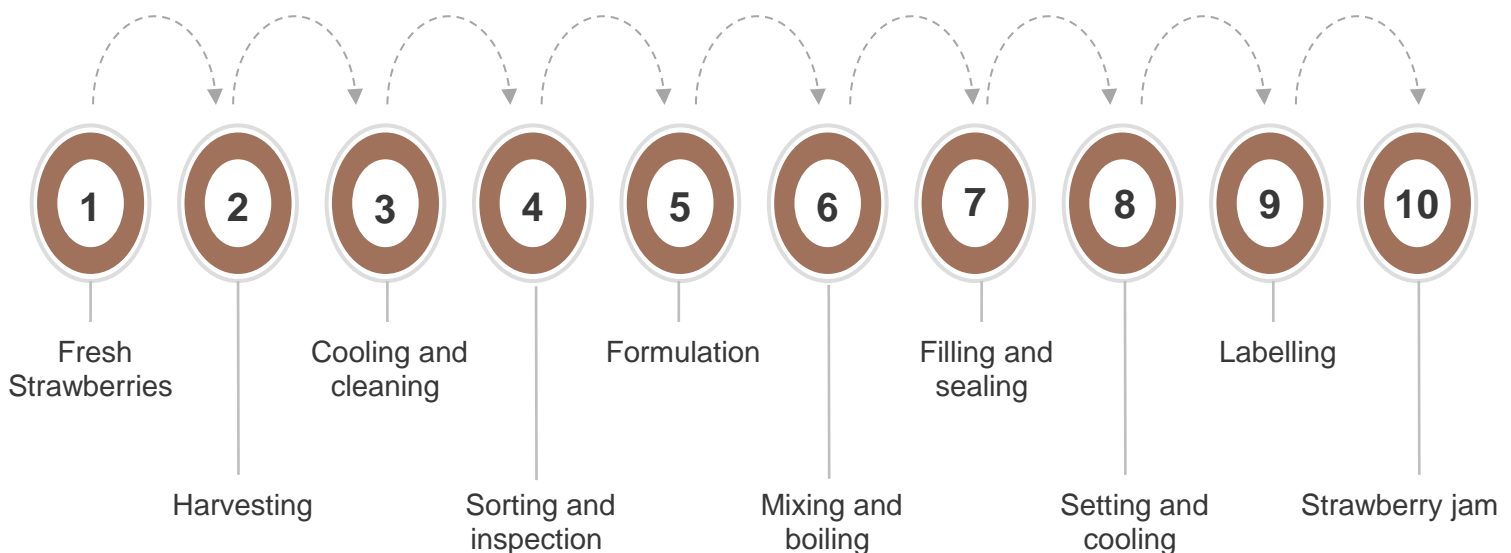 1 2 3 4 5 6 7 8 9 10
Fresh
Strawberries
Harvesting
Cooling and
cleaning
Sorting and
inspection
Formulation
Mixing and
boiling
Filling and
sealing
Setting and
cooling
Labelling
Strawberry jam